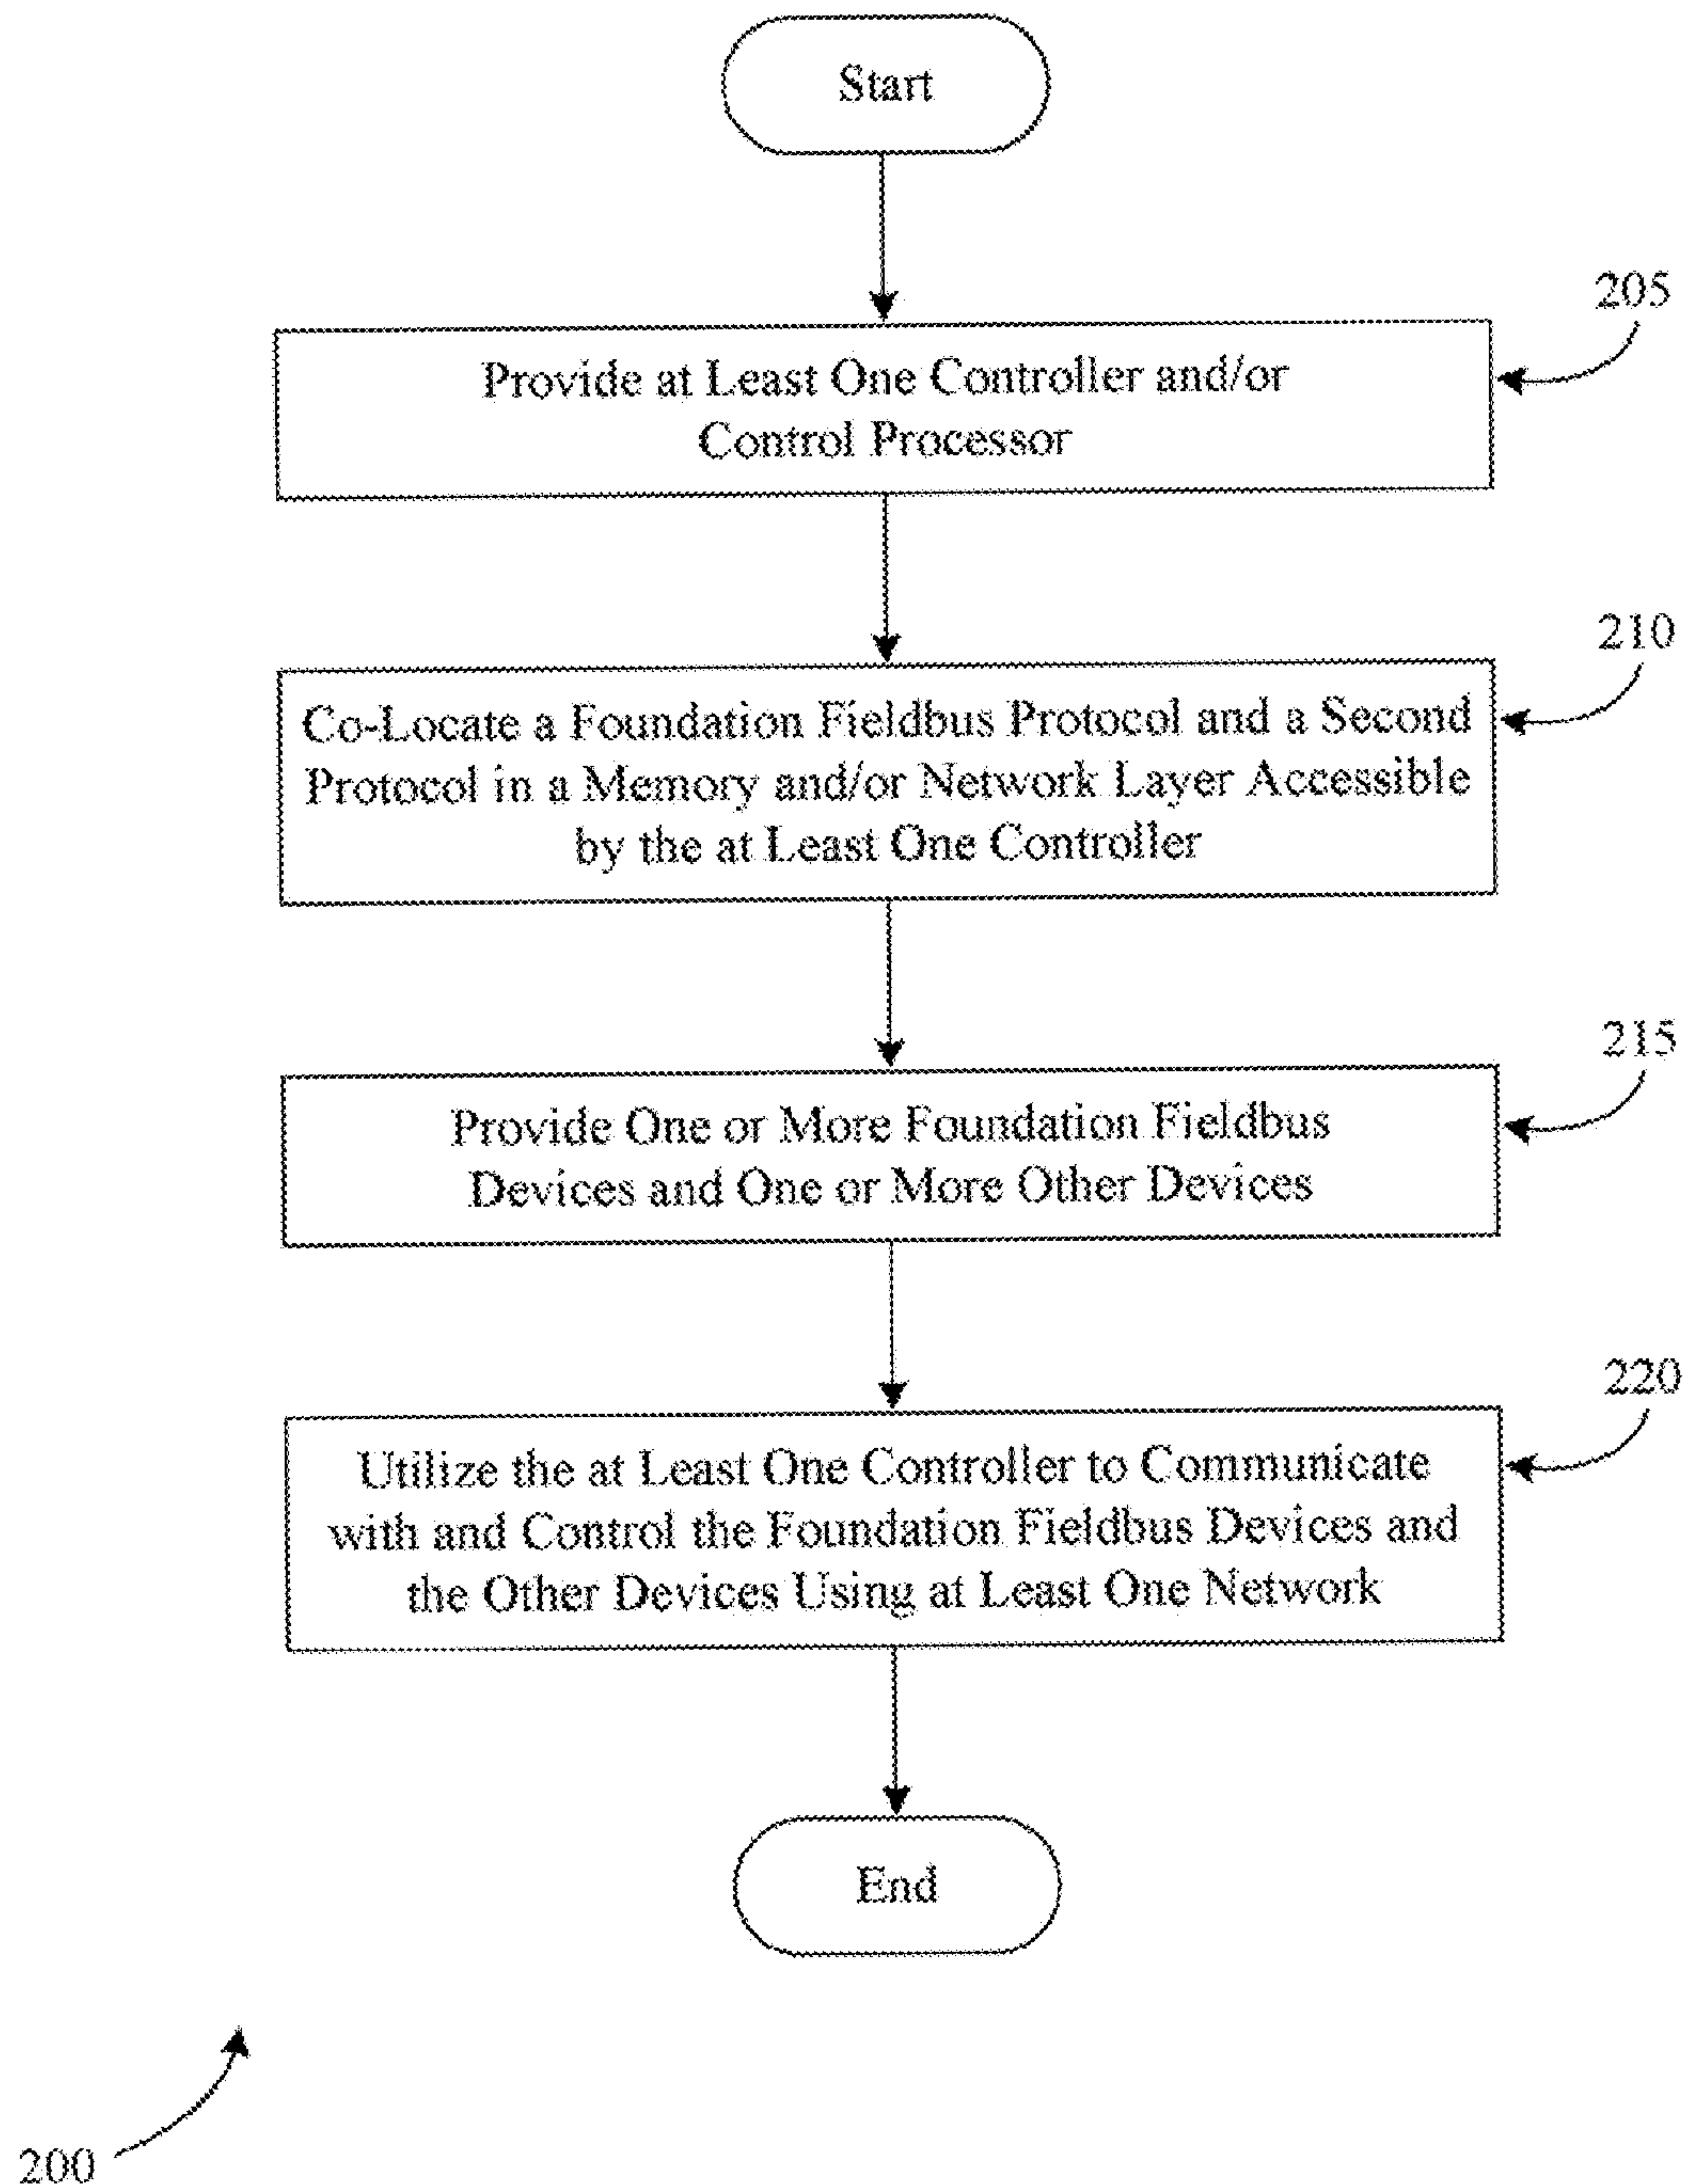 Start
205
Provide at Least One Controller and/or
Control Processor
210
Co-Locate a Foundation Fieldbus Protocol and a Second
Protocol in a Memory and/or Network Layer Accessible
by the at Least One Controller
215
Provide One or More Foundation Fieldbus
Devices and One or More Other Devices
220
Utilize the at Least One Controller to Communicate
with and Control the Foundation Fieldbus Devices and
the Other Devices Using at Least One Network
End
200